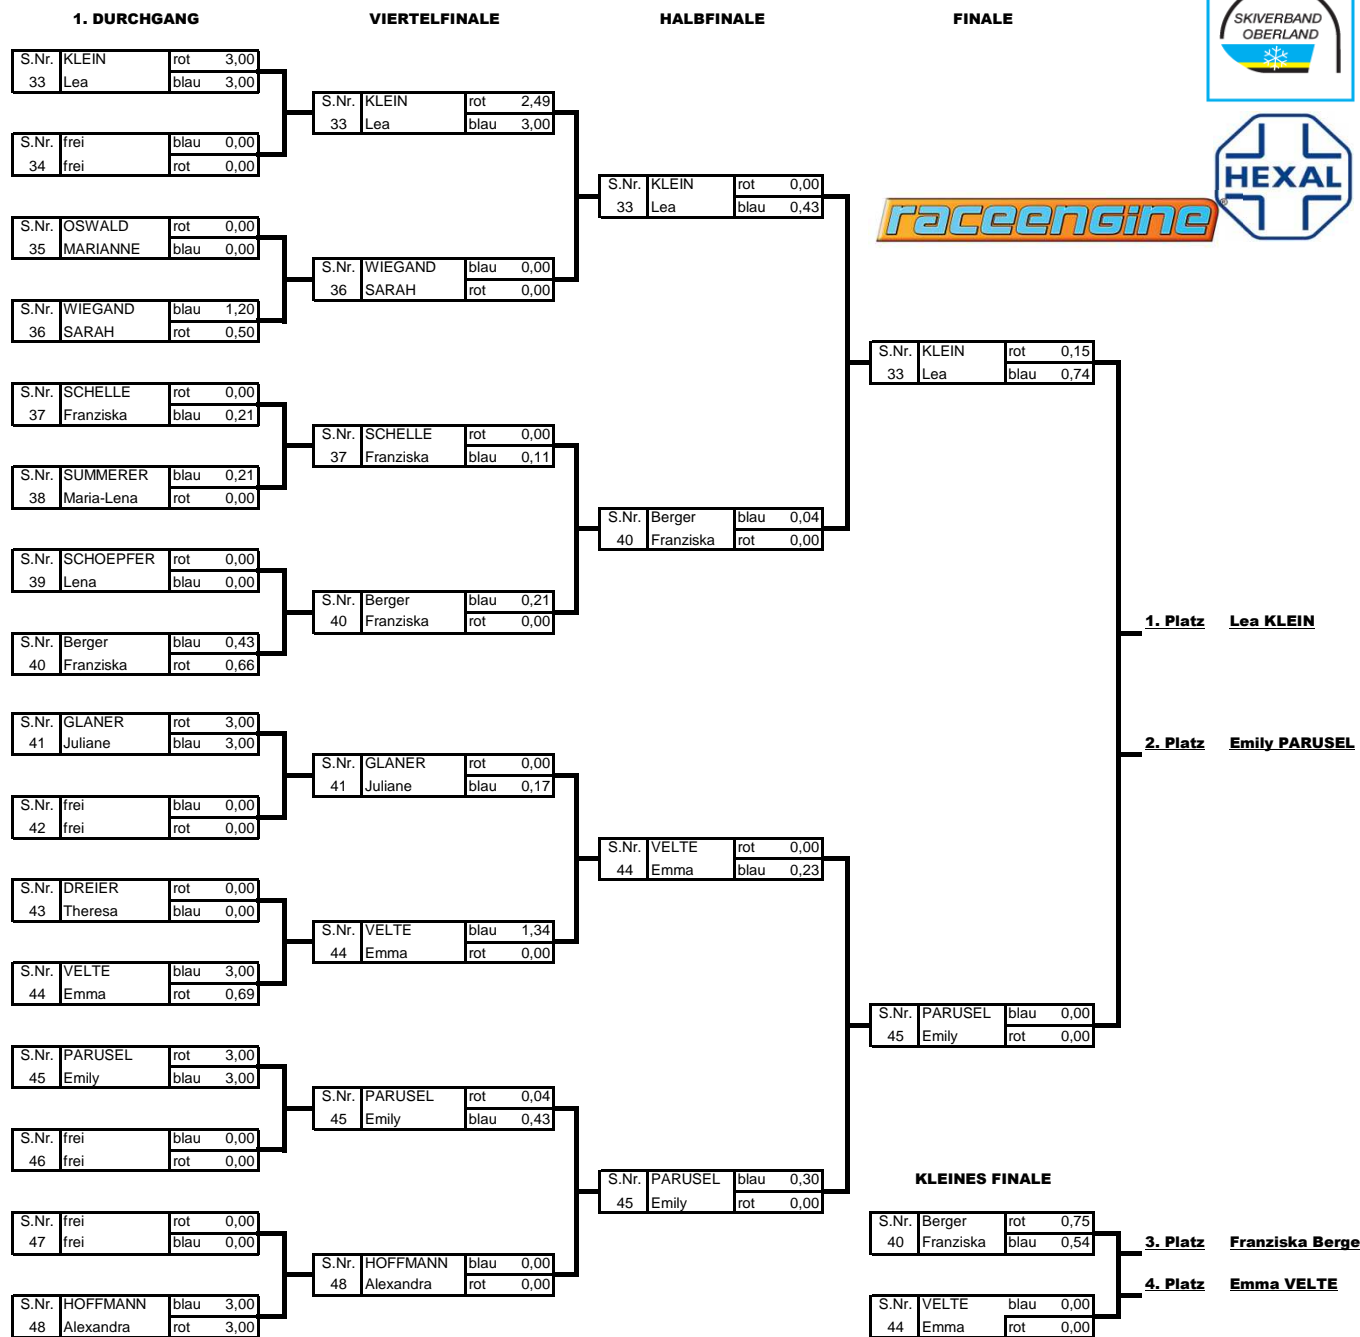 1. DURCHGANG VIERTELFINALE HALBFINALE FINALE
SKIVERBAND
OBERLAND
HEXAL
raceengine
S.Nr. KLEIN rot 3,00
33 Lea blau 3,00
S.Nr. frei blau 0,00
34 frei rot 0,00
S.Nr. OSWALD rot 0,00
35 MARIANNE blau 0,00
S.Nr. WIEGAND blau 1,20
36 SARAH rot 0,50
S.Nr. SCHELLE rot 0,00
37 Franziska blau 0,21
S.Nr. SUMMERER blau 0,21
38 Maria-Lena rot 0,00
S.Nr. SCHOEPFER rot 0,00
39 Lena blau 0,00
S.Nr. Berger blau 0,43
40 Franziska rot 0,66
S.Nr. GLANER rot 3,00
41 Juliane blau 3,00
S.Nr. frei blau 0,00
42 frei rot 0,00
S.Nr. DREIER rot 0,00
43 Theresa blau 0,00
S.Nr. VELTE blau 3,00
44 Emma rot 0,69
S.Nr. PARUSEL rot 3,00
45 Emily blau 3,00
S.Nr. frei blau 0,00
46 frei rot 0,00
S.Nr. frei rot 0,00
47 frei blau 0,00
S.Nr. HOFFMANN blau 3,00
48 Alexandra rot 3,00
S.Nr. KLEIN rot 2,49
33 Lea blau 3,00
S.Nr. WIEGAND blau 0,00
36 SARAH rot 0,00
S.Nr. SCHELLE rot 0,00
37 Franziska blau 0,11
S.Nr. Berger blau 0,21
40 Franziska rot 0,00
S.Nr. GLANER rot 0,00
41 Juliane blau 0,17
S.Nr. VELTE blau 1,34
44 Emma rot 0,00
S.Nr. PARUSEL rot 0,04
45 Emily blau 0,43
S.Nr. HOFFMANN blau 0,00
48 Alexandra rot 0,00
S.Nr. KLEIN rot 0,00
33 Lea blau 0,43
S.Nr. Berger blau 0,04
40 Franziska rot 0,00
S.Nr. VELTE rot 0,00
44 Emma blau 0,23
S.Nr. PARUSEL blau 0,30
45 Emily rot 0,00
S.Nr. KLEIN rot 0,15
33 Lea blau 0,74
S.Nr. PARUSEL blau 0,00
45 Emily rot 0,00
1. Platz Lea KLEIN
2. Platz Emily PARUSEL
KLEINES FINALE
S.Nr. Berger rot 0,75
40 Franziska blau 0,54
S.Nr. VELTE blau 0,00
44 Emma rot 0,00
3. Platz Franziska Berge
4. Platz Emma VELTE